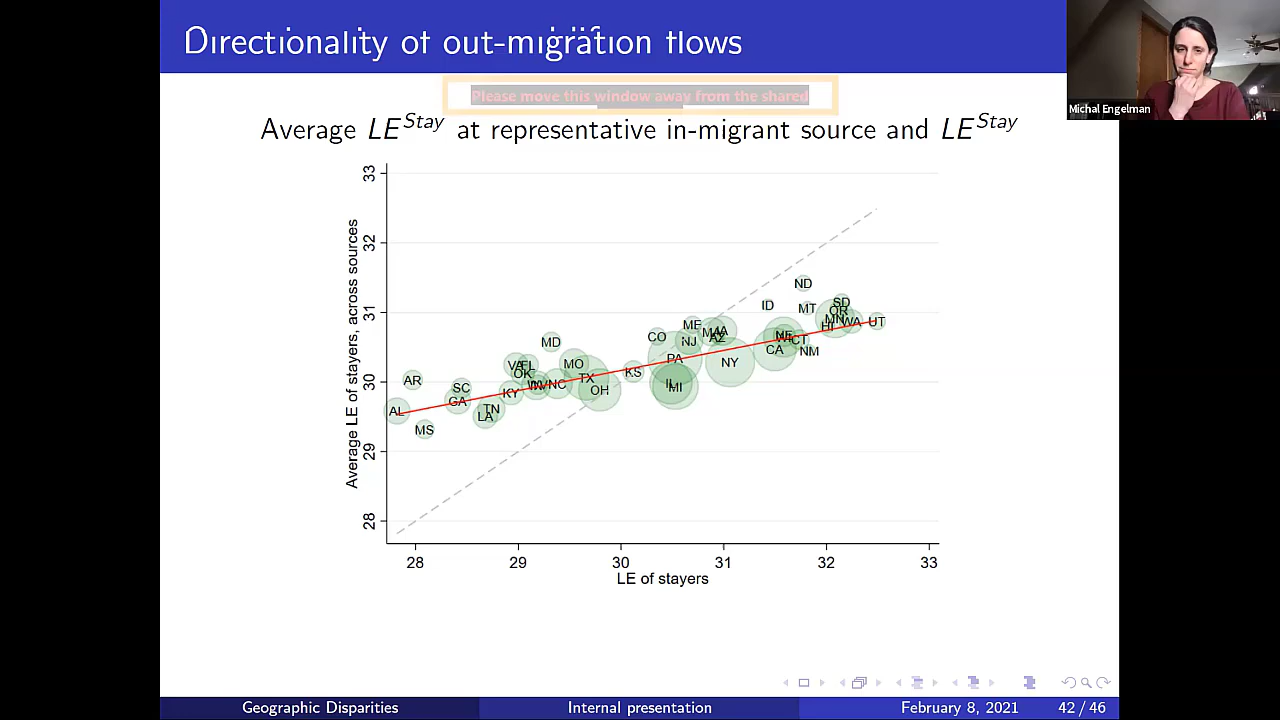 Directionality of out-migration flows
Michal Engelman
Please move this window away from the shared
Average LE^Stay at representative in-migrant source and LE^Stay
Average LE of stayers, across sources
33
32
31
30
29
28
ND
ID
MT
SD
OR
MN
WA
UT
HI
ME
CO
NJ
MA
IA
AZ
NE
WI
CT
CA
NM
PA
NY
MD
VA
FL
OK
MO
TX
KS
OH
IL
MI
AR
SC
GA
KY
WV
IN
NC
AL
TN
LA
MS
28 29 30 31 32 33
LE of stayers
Geographic Disparities Internal presentation February 8, 2021 42 / 46